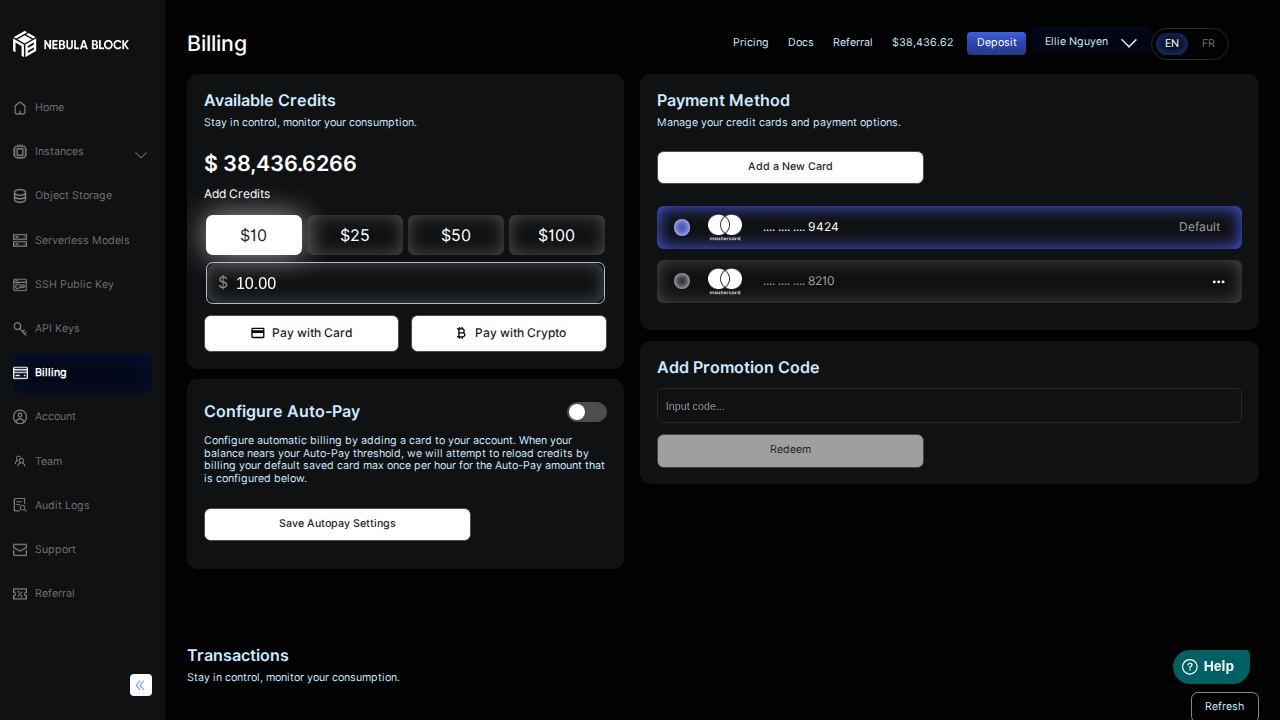 NEBULA BLOCK
Home
Instances
Object Storage
Serverless Models
SSH Public Key
API Keys
Billing
Account
Team
Audit Logs
Support
Referral
Billing
Pricing
Docs
Referral
$38,436.62
Deposit
Ellie Nguyen
EN
FR
Available Credits
Stay in control, monitor your consumption.
$ 38,436.6266
Add Credits
$10
$25
$50
$100
$ 10.00
Pay with Card
Pay with Crypto
Configure Auto-Pay
Configure automatic billing by adding a card to your account. When your
balance nears your Auto-Pay threshold, we will attempt to reload credits by
billing your default saved card max once per hour for the Auto-Pay amount that
is configured below.
Save Autopay Settings
Payment Method
Manage your credit cards and payment options.
Add a New Card
mastercard
.... .... .... 9424
Default
mastercard
.... .... .... 8210
Add Promotion Code
Input code...
Redeem
Transactions
Stay in control, monitor your consumption.
Help
Refresh